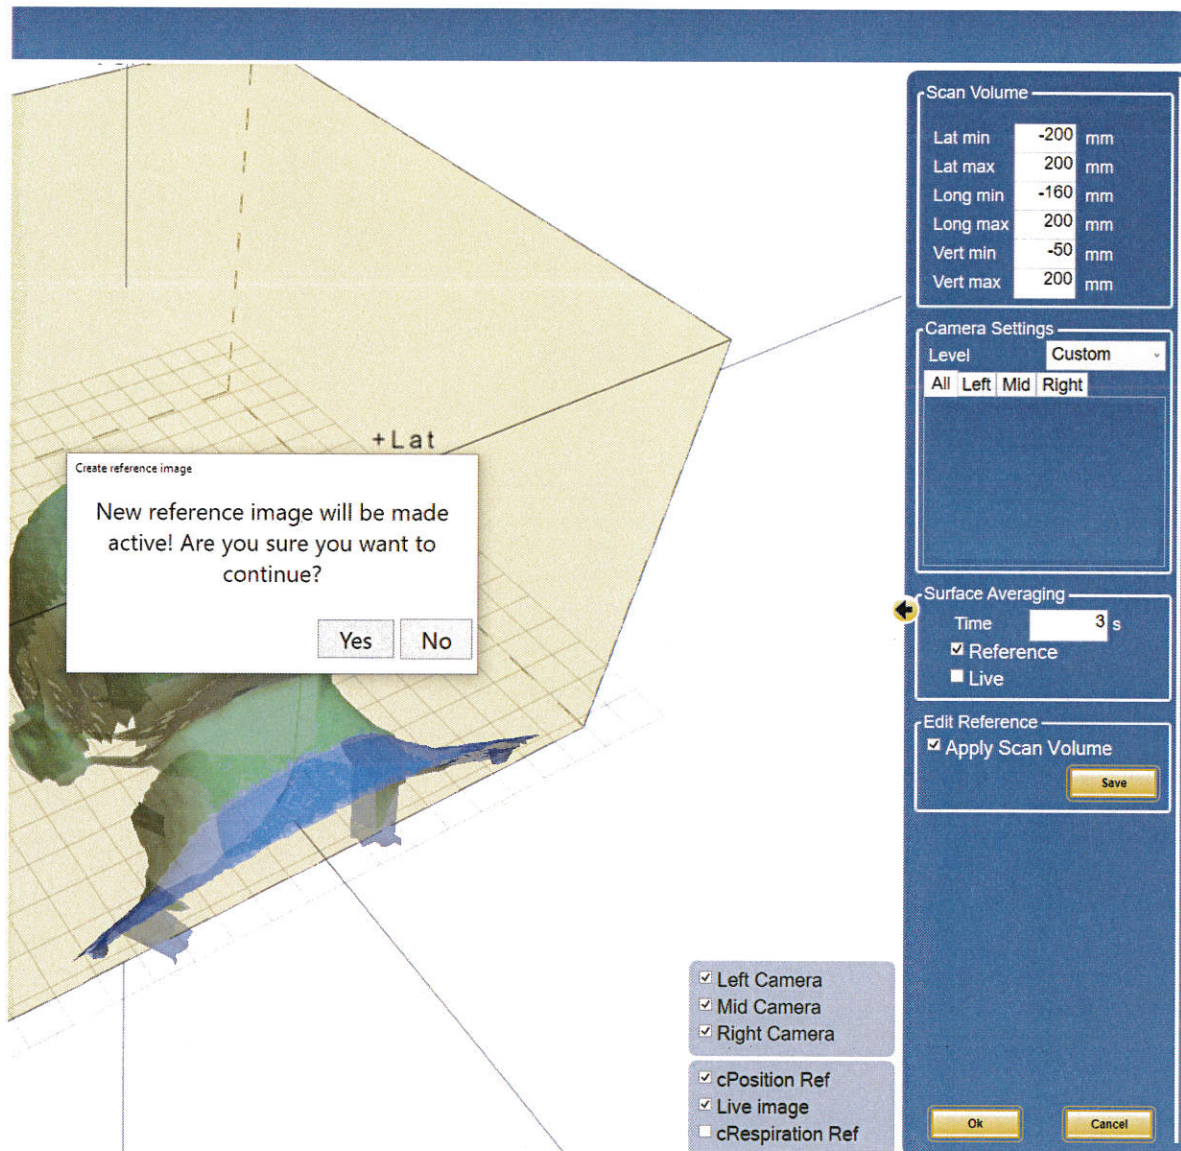 Scan Volume
Lat min -200 mm
Lat max 200 mm
Long min -160 mm
Long max 200 mm
Vert min -50 mm
Vert max 200 mm
Camera Settings
Level Custom
All Left Mid Right
+Lat
Create reference image
New reference image will be made
active! Are you sure you want to
continue?
Yes No
Surface Averaging
Time 3 s
Reference
Live
Edit Reference
Apply Scan Volume
Save
Left Camera
Mid Camera
Right Camera
cPosition Ref
Live image
cRespiration Ref
Ok Cancel